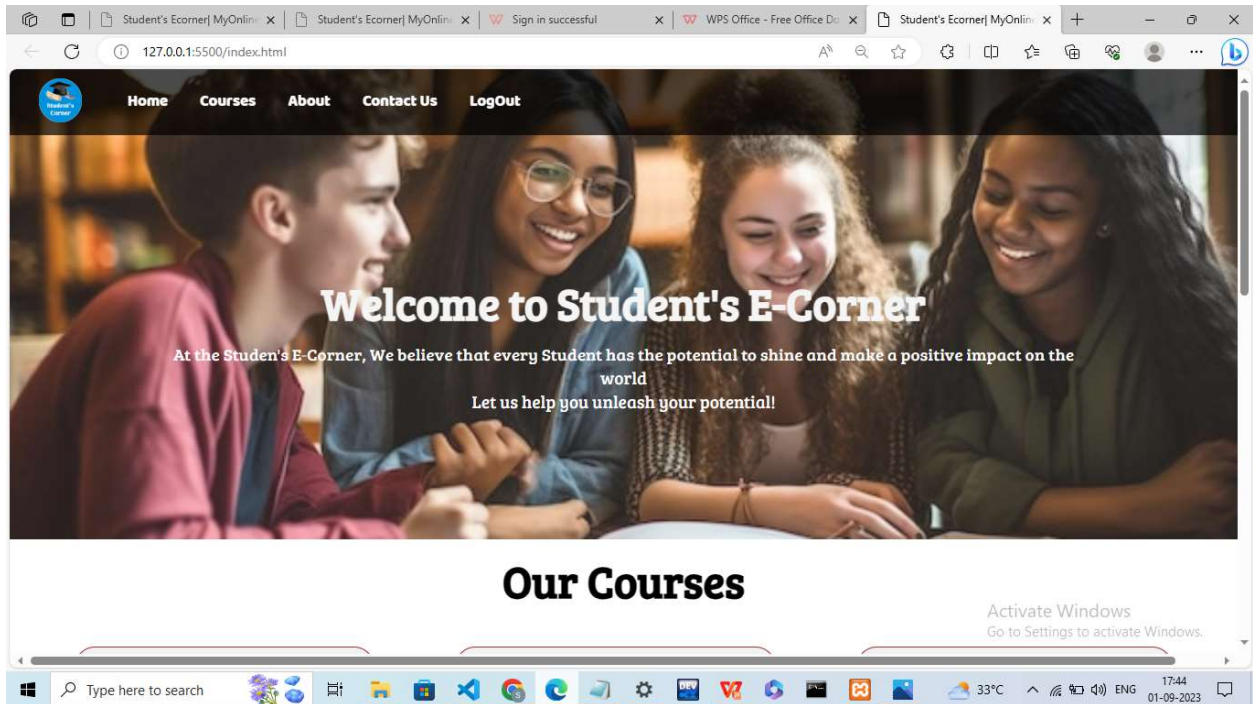 Student's Ecorner| MyOnline
Student's Ecorner| MyOnline
Sign in successful
WPS Office - Free Office Do
Student's Ecorner| MyOnline
127.0.0.1:5500/index.html
Student's
Corner
Home Courses About Contact Us LogOut
Welcome to Student's E-Corner
At the Studen's E-Corner, We believe that every Student has the potential to shine and make a positive impact on the
world
Let us help you unleash your potential!
Our Courses
Activate Windows
Go to Settings to activate Windows.
Type here to search
DEV
33°C
ENG
17:44
01-09-2023